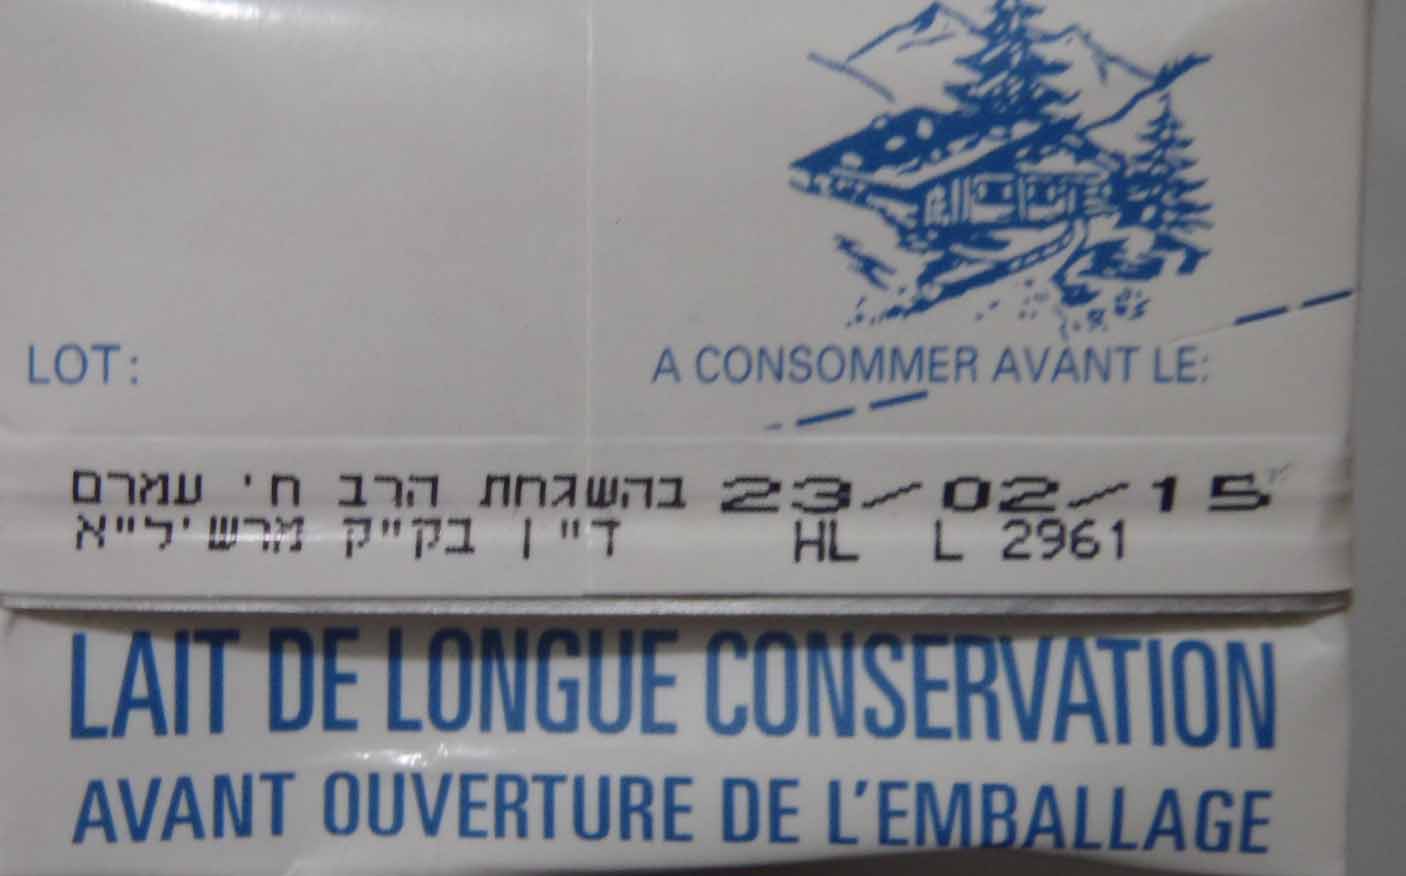 LOT: A CONSOMMER AVANT LE:
בהשגחת הרב ח' עמרם 23/02/15
ד"ין בק"ק מרשיל"א HL L 2961
LAIT DE LONGUE CONSERVATION
AVANT OUVERTURE DE L'EMBALLAGE